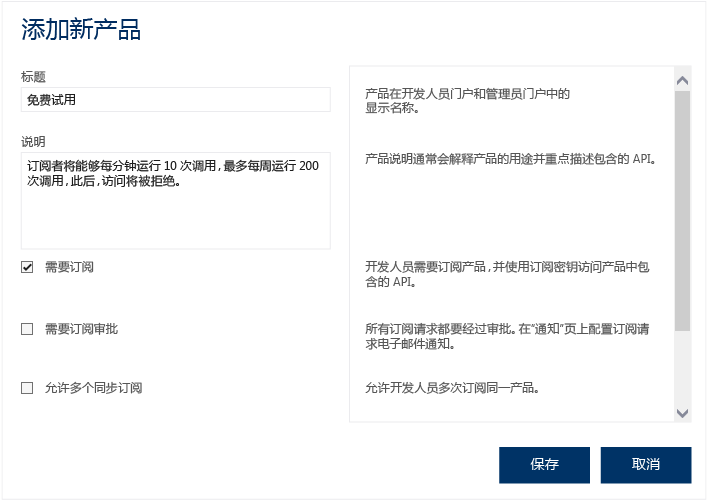 添加新产品
标题
免费试用
产品在开发人员门户和管理员门户中的
显示名称。
说明
订阅者将能够每分钟运行 10 次调用,最多每周运行 200
次调用,此后,访问将被拒绝。
产品说明通常会解释产品的用途并重点描述包含的 API。
需要订阅
开发人员需要订阅产品,并使用订阅密钥访问产品中包
含的 API。
需要订阅审批
所有订阅请求都要经过审批。在"通知"页上配置订阅请
求电子邮件通知。
允许多个同步订阅
允许开发人员多次订阅同一产品。
保存
取消